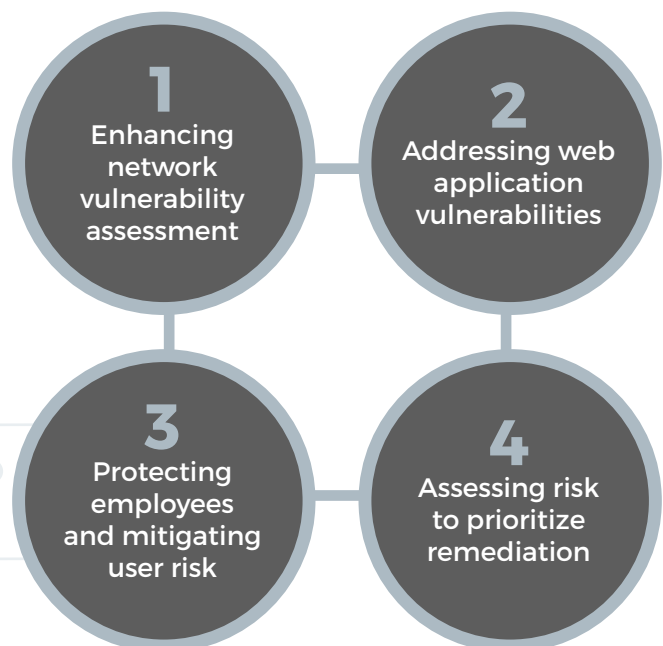 1
Enhancing
network
vulnerability
assessment
2
Addressing web
application
vulnerabilities
3
Protecting
employees
and mitigating
user risk
4
Assessing risk
to prioritize
remediation